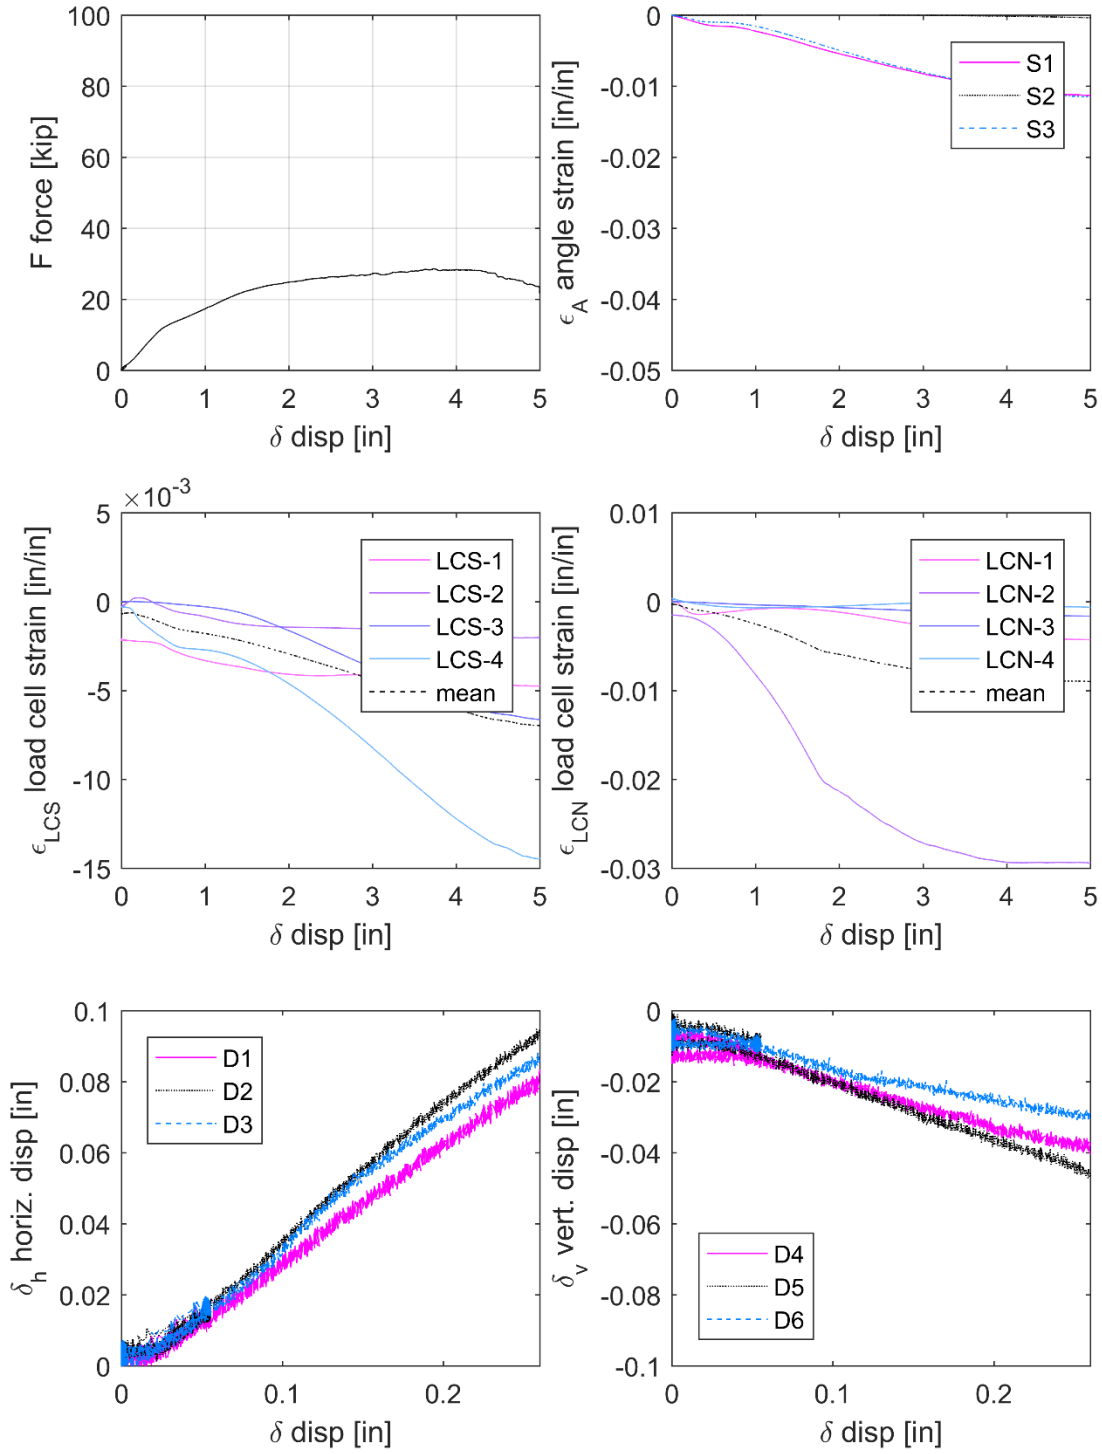 F force [kip]
100
80
60
40
20
0
0 1 2 3 4 5
δ disp [in]
ϵA angle strain [in/in]
0
-0.01
-0.02
-0.03
-0.04
-0.05
S1
S2
S3
0 1 2 3 4 5
δ disp [in]
×10-3
ϵLCS load cell strain [in/in]
5
0
-5
-10
-15
LCS-1
LCS-2
LCS-3
LCS-4
mean
0 1 2 3 4 5
δ disp [in]
ϵLCN load cell strain [in/in]
0.01
0
-0.01
-0.02
-0.03
LCN-1
LCN-2
LCN-3
LCN-4
mean
0 1 2 3 4 5
δ disp [in]
δh horiz. disp [in]
0.1
0.08
0.06
0.04
0.02
0
D1
D2
D3
0 0.1 0.2
δ disp [in]
δv vert. disp [in]
0
-0.02
-0.04
-0.06
-0.08
-0.1
D4
D5
D6
0 0.1 0.2
δ disp [in]